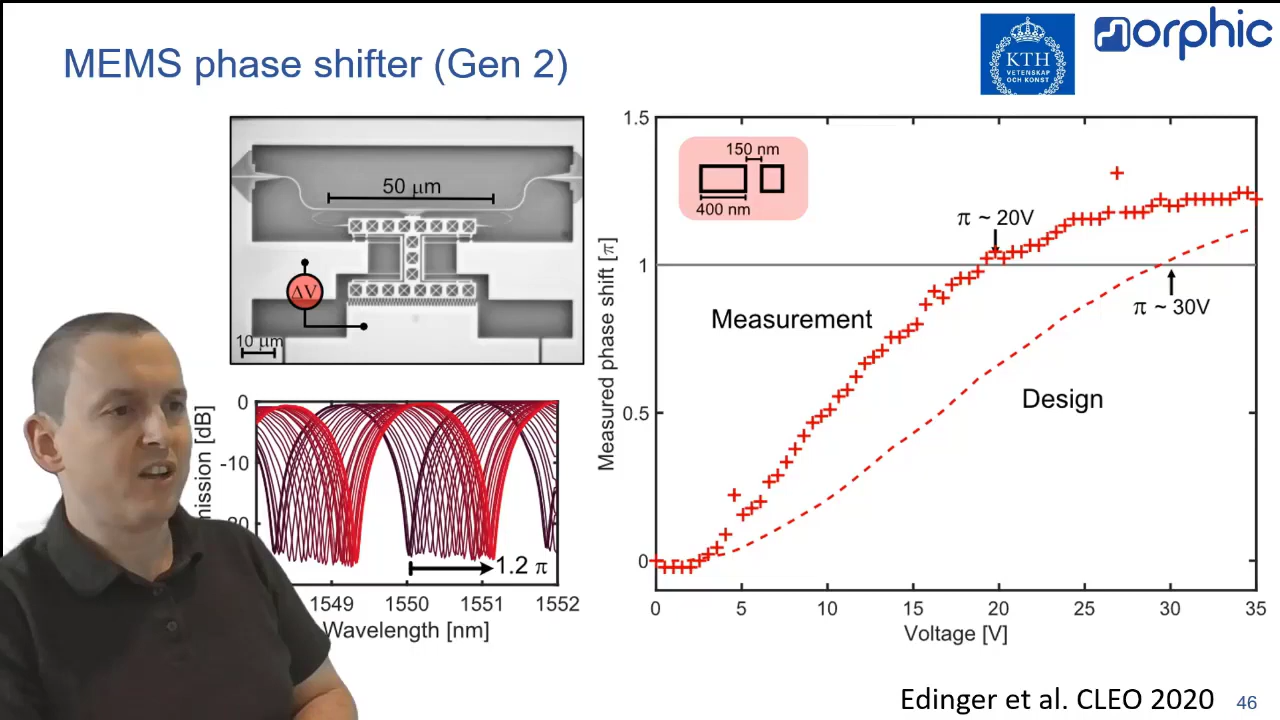 MEMS phase shifter (Gen 2)
KTH
VETENSKAP
OCH KONST
morphic
50 μm
ΔV
10 μm
mission [dB]
0
-10
-20
1.2 π
1549
1550
1551
1552
Wavelength [nm]
Measured phase shift [π]
1.5
1
0.5
0
150 nm
400 nm
π ~ 20V
π ~ 30V
Measurement
Design
0
5
10
15
20
25
30
35
Voltage [V]
Edinger et al. CLEO 2020
46